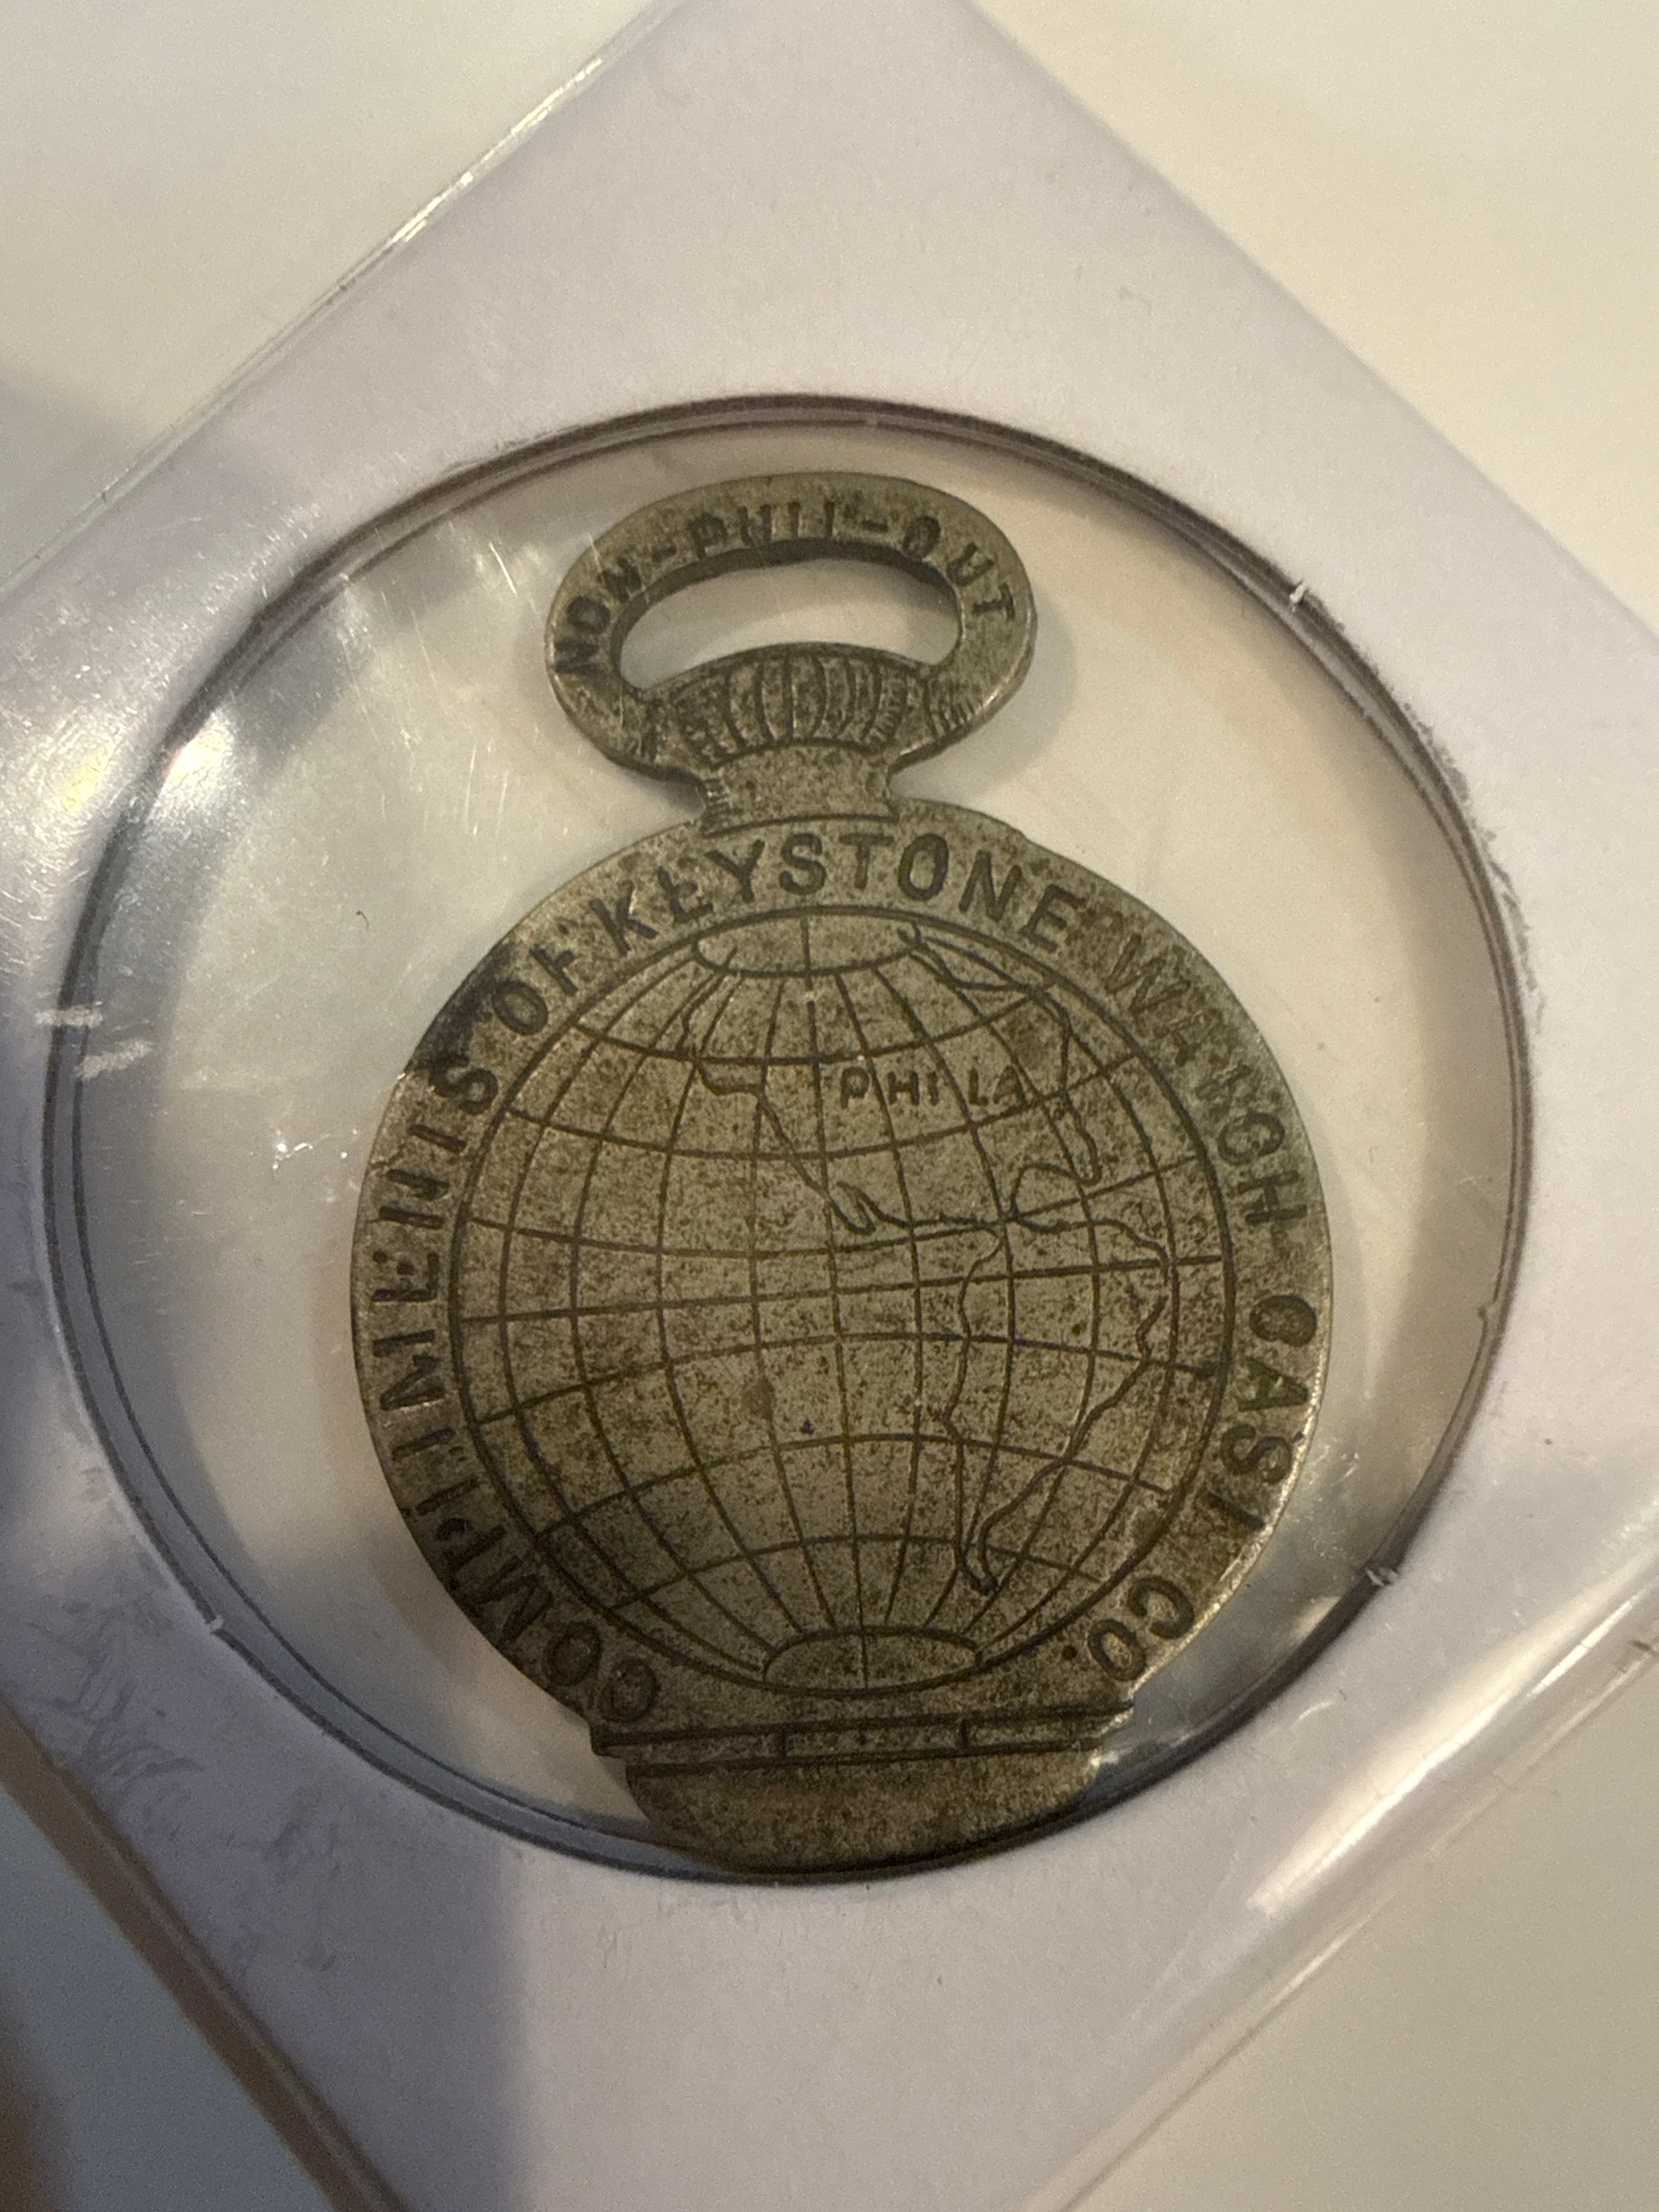 NON-PULL-OUT
COMPLIMENTS OF KEYSTONE WATCH CASE CO.
PHILA